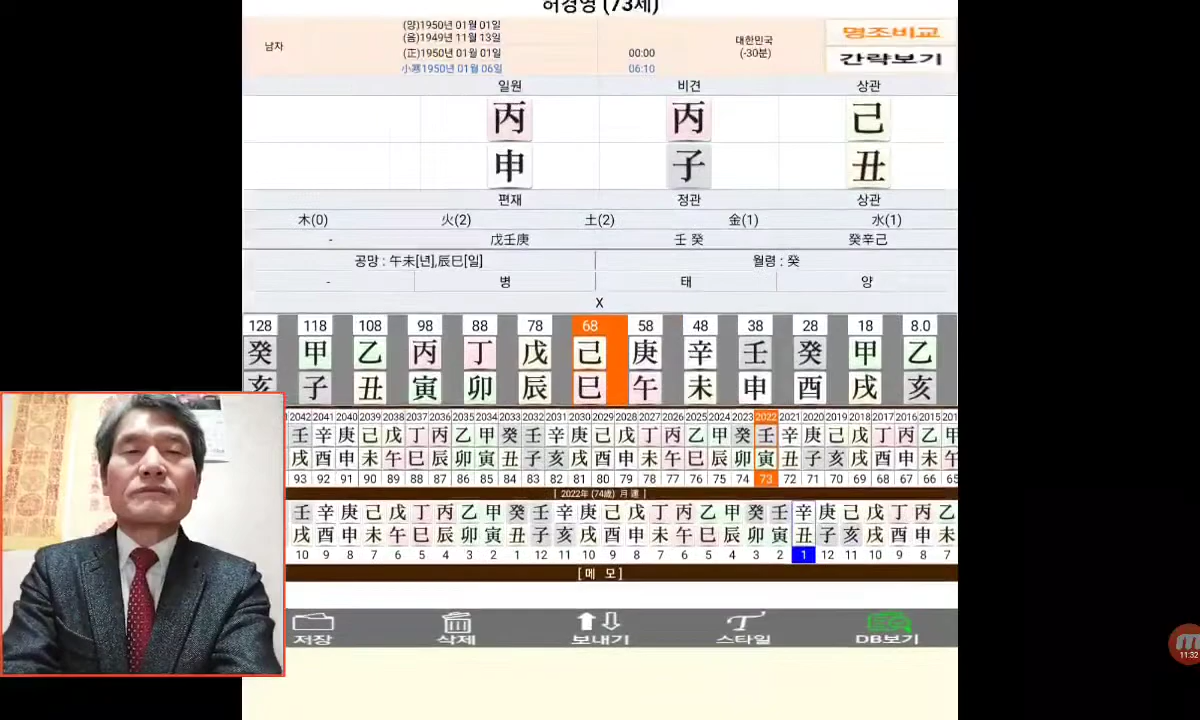 허경영 (73세)
남자
(양)1950년 01월 01일
(음)1949년 11월 13일
(正)1950년 01월 01일 00:00
小寒1950년 01월 06일 06:10
대한민국
(-30분)
명조비교
간략보기
일원 비견 상관
丙 丙 己
申 子 丑
편재 정관 상관
木(0) 火(2) 土(2) 金(1) 水(1)
- 戊壬庚 壬 癸 癸辛己
공망 : 午未[년],辰巳[일] 월령 : 癸
- 병 태 양
X
128 118 108 98 88 78 68 58 48 38 28 18 8.0
癸 甲 乙 丙 丁 戊 己 庚 辛 壬 癸 甲 乙
亥 子 丑 寅 卯 辰 巳 午 未 申 酉 戌 亥
2042 2041 2040 2039 2038 2037 2036 2035 2034 2033 2032 2031 2030 2029 2028 2027 2026 2025 2024 2023 2022 2021 2020 2019 2018 2017 2016 2015
壬 辛 庚 己 戊 丁 丙 乙 甲 癸 壬 辛 庚 己 戊 丁 丙 乙 甲 癸 壬 辛 庚 己 戊 丁 丙 乙 甲
戌 酉 申 未 午 巳 辰 卯 寅 丑 子 亥 戌 酉 申 未 午 巳 辰 卯 寅 丑 子 亥 戌 酉 申 未 午
93 92 91 90 89 88 87 86 85 84 83 82 81 80 79 78 77 76 75 74 73 72 71 70 69 68 67 66 65
[ 2022年 (74歲) 月 運 ]
壬 辛 庚 己 戊 丁 丙 乙 甲 癸 壬 辛 庚 己 戊 丁 丙 乙 甲 癸 壬 辛 庚 己 戊 丁 丙 乙
戌 酉 申 未 午 巳 辰 卯 寅 丑 子 亥 戌 酉 申 未 午 巳 辰 卯 寅 丑 子 亥 戌 酉 申 未
10 9 8 7 6 5 4 3 2 1 12 11 10 9 8 7 6 5 4 3 2 1 12 11 10 9 8 7
[ 메 모 ]
저장 삭제 보내기 스타일 DB보기
11:32